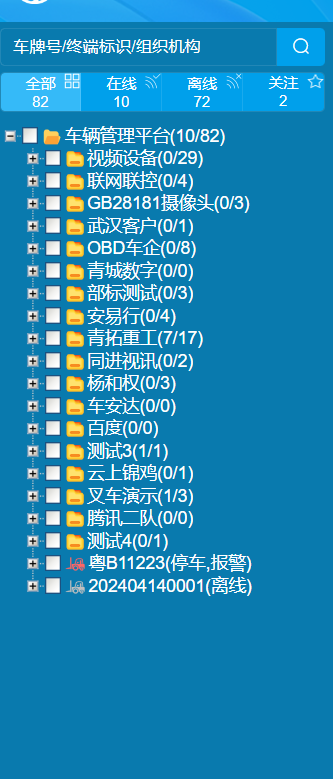 车牌号/终端标识/组织机构
全部 在线 离线 关注
82 10 72 2
车辆管理平台(10/82)
视频设备(0/29)
联网联控(0/4)
GB28181摄像头(0/3)
武汉客户(0/1)
OBD车企(0/8)
青城数字(0/0)
部标测试(0/3)
安易行(0/4)
青拓重工(7/17)
同进视讯(0/2)
杨和权(0/3)
车安达(0/0)
百度(0/0)
测试3(1/1)
云上锦鸡(0/1)
叉车演示(1/3)
腾讯二队(0/0)
测试4(0/1)
粤B11223(停车,报警)
202404140001(离线)